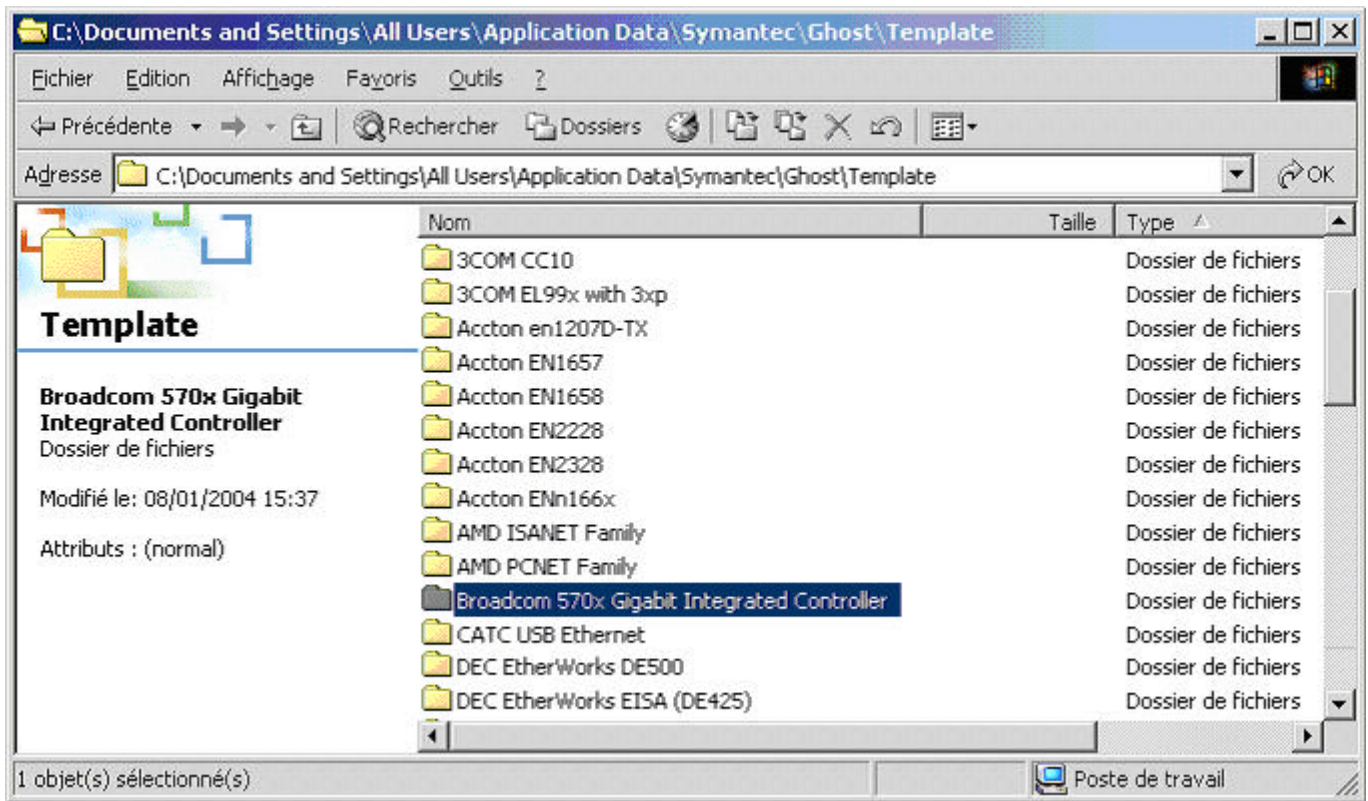 C:\Documents and Settings\All Users\Application Data\Symantec\Ghost\Template
Fichier Edition Affichage Favoris Outils ?
Précédente Rechercher Dossiers
Adresse C:\Documents and Settings\All Users\Application Data\Symantec\Ghost\Template OK
Template
Broadcom 570x Gigabit
Integrated Controller
Dossier de fichiers
Modifié le: 08/01/2004 15:37
Attributs : (normal)
Nom Taille Type
3COM CC10 Dossier de fichiers
3COM EL99x with 3xp Dossier de fichiers
Accton en1207D-TX Dossier de fichiers
Accton EN1657 Dossier de fichiers
Accton EN1658 Dossier de fichiers
Accton EN2228 Dossier de fichiers
Accton EN2328 Dossier de fichiers
Accton ENn166x Dossier de fichiers
AMD ISANET Family Dossier de fichiers
AMD PCNET Family Dossier de fichiers
Broadcom 570x Gigabit Integrated Controller Dossier de fichiers
CATC USB Ethernet Dossier de fichiers
DEC EtherWorks DE500 Dossier de fichiers
DEC EtherWorks EISA (DE425) Dossier de fichiers
1 objet(s) sélectionné(s) Poste de travail